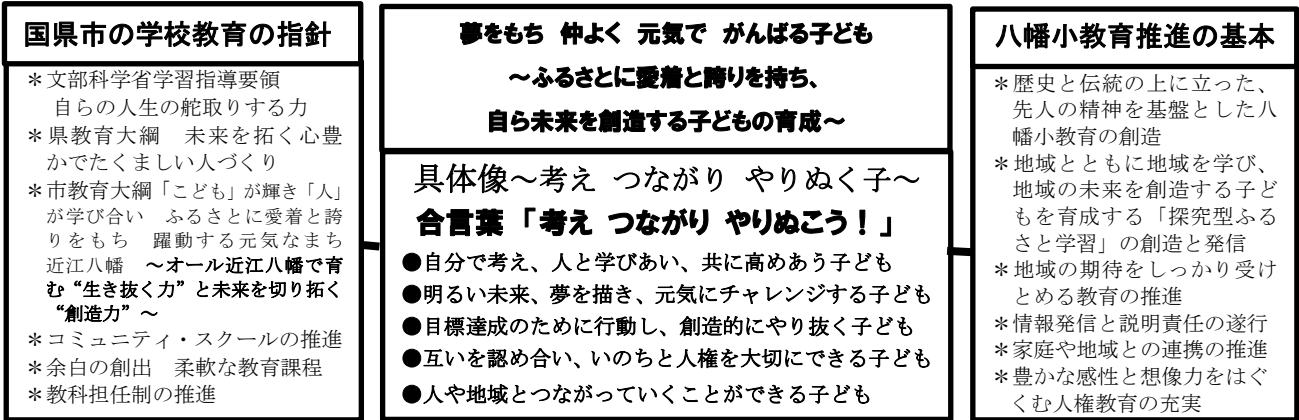 国県市の学校教育の指針
＊文部科学省学習指導要領
自らの人生の舵取りする力
＊県教育大綱　未来を拓く心豊
かでたくましい人づくり
＊市教育大綱「こども」が輝き「人」
が学び合い　ふるさとに愛着と誇
りをもち　躍動する元気なまち
近江八幡　～オール近江八幡で育
む“生き抜く力”と未来を切り拓く
“創造力”～
＊コミュニティ・スクールの推進
＊余白の創出　柔軟な教育課程
＊教科担任制の推進
夢をもち 仲よく 元気で がんばる子ども
～ふるさとに愛着と誇りを持ち、
自ら未来を創造する子どもの育成～
具体像～考え つながり やりぬく子～
合言葉 「考え つながり やりぬこう！」
●自分で考え、人と学びあい、共に高めあう子ども
●明るい未来、夢を描き、元気にチャレンジする子ども
●目標達成のために行動し、創造的にやり抜く子ども
●互いを認め合い、いのちと人権を大切にできる子ども
●人や地域とつながっていくことができる子ども
八幡小教育推進の基本
＊歴史と伝統の上に立った、
先人の精神を基盤とした八
幡小教育の創造
＊地域とともに地域を学び、
地域の未来を創造する子ど
もを育成する「探究型ふる
さと学習」の創造と発信
＊地域の期待をしっかり受け
とめる教育の推進
＊情報発信と説明責任の遂行
＊家庭や地域との連携の推進
＊豊かな感性と想像力をはぐ
くむ人権教育の充実